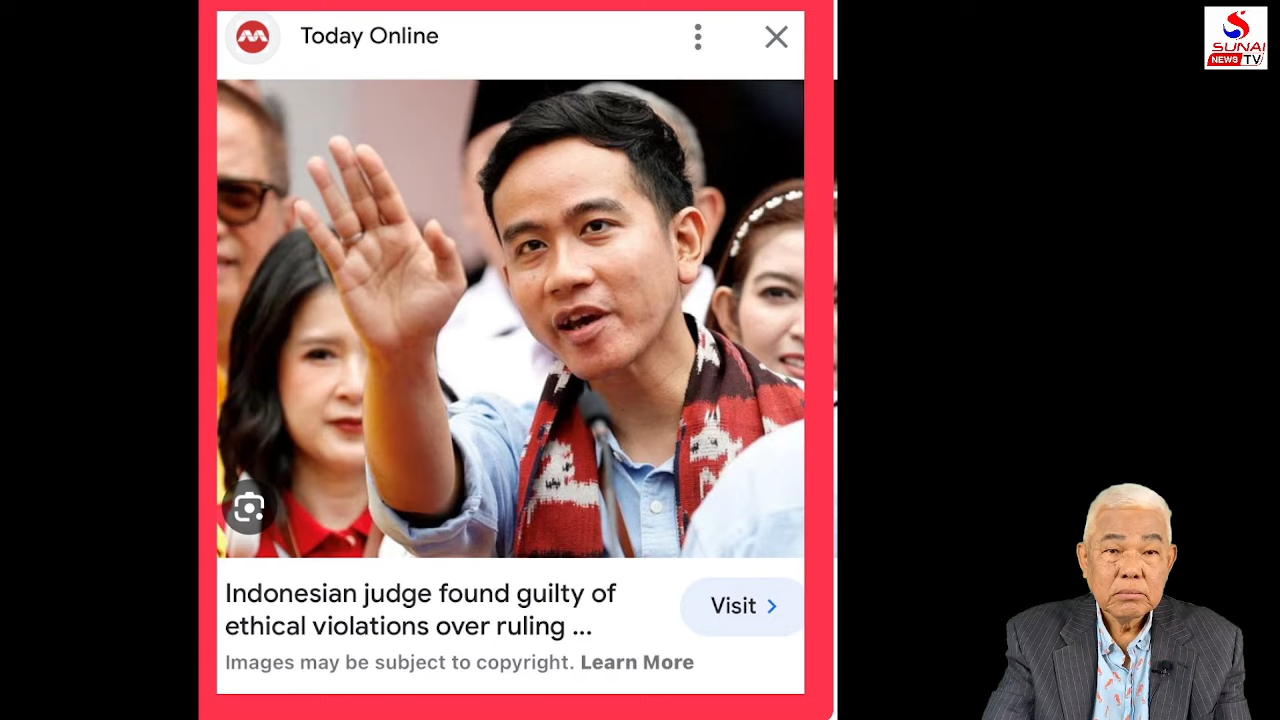 Today Online
SUNAI
NEWS TV
Indonesian judge found guilty of
ethical violations over ruling ...
Visit
Images may be subject to copyright. Learn More